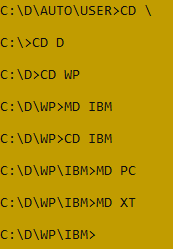 C:\D\AUTO\USER>CD \
C:\>CD D
C:\D>CD WP
C:\D\WP>MD IBM
C:\D\WP>CD IBM
C:\D\WP\IBM>MD PC
C:\D\WP\IBM>MD XT
C:\D\WP\IBM>